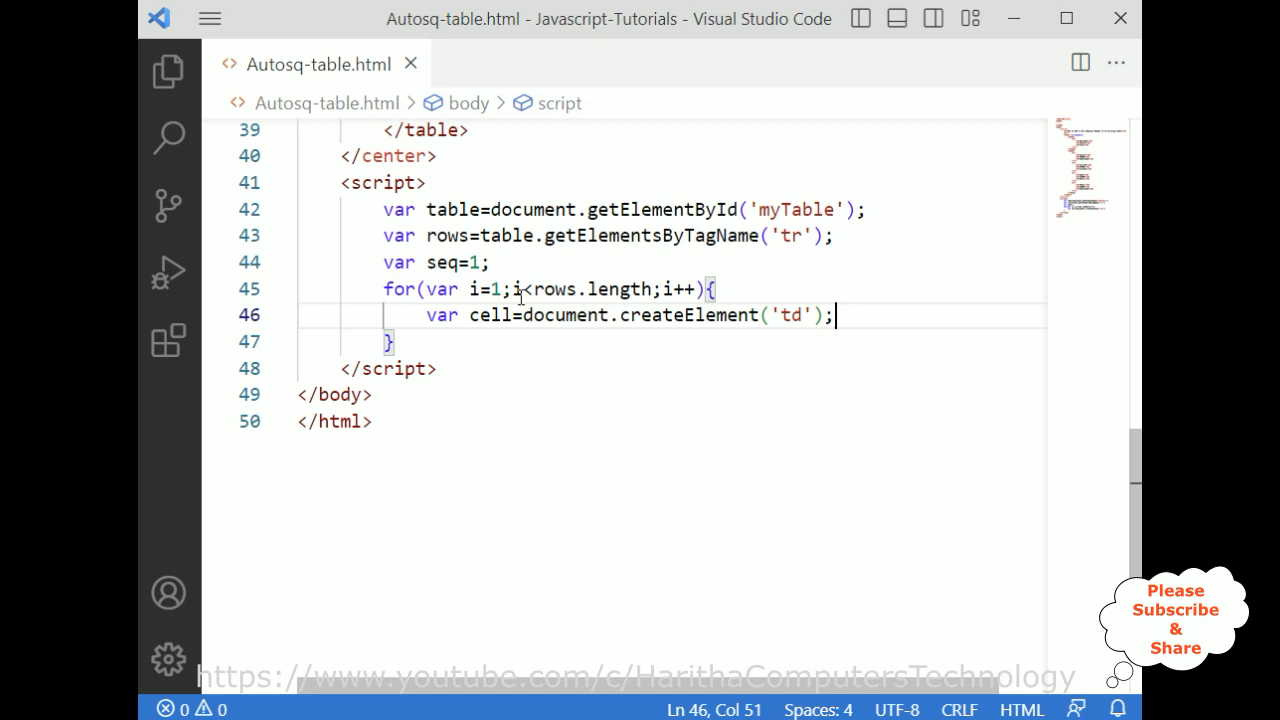 Autosq-table.html - Javascript-Tutorials - Visual Studio Code
Autosq-table.html
Autosq-table.html > body > script
39 </table>
40 </center>
41 <script>
42 var table=document.getElementById('myTable');
43 var rows=table.getElementsByTagName('tr');
44 var seq=1;
45 for(var i=1;i<rows.length;i++){
46 var cell=document.createElement('td');
47 }
48 </script>
49 </body>
50 </html>
Please
Subscribe
&
Share
https://www.youtube.com/c/HarithaComputersTechnology
0 0 Ln 46, Col 51 Spaces: 4 UTF-8 CRLF HTML